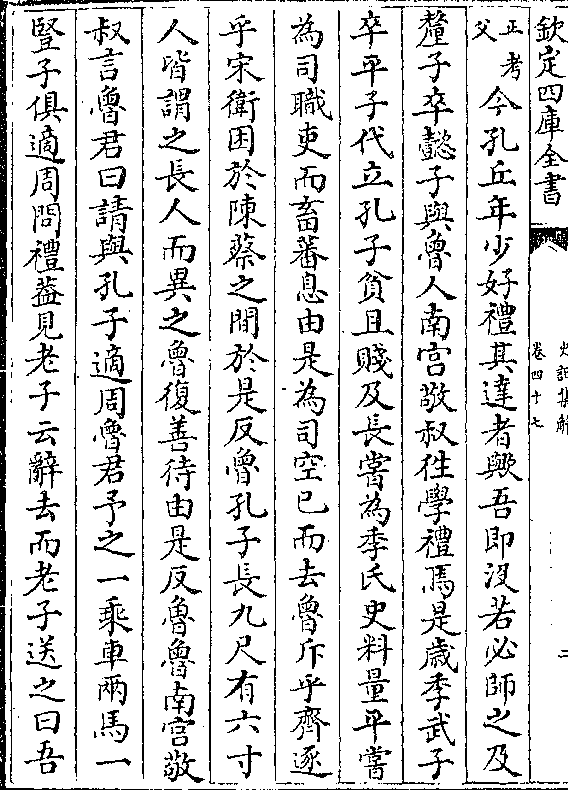 欽定四庫全書
史記集解
卷四十七
二
正考父
今孔丘年少好禮其達者歟吾即沒若必師之及
釐子卒懿子與魯人南宮敬叔徃學禮焉是歲季武子
卒平子代立孔子貧且賤及長嘗為季氏史料量平嘗
為司職吏而畜蕃息由是為司空已而去魯斥乎齊逐
乎宋衛困於陳蔡之間於是反魯孔子長九尺有六寸
人皆謂之長人而異之魯復善待由是反魯魯南宮敬
叔言魯君曰請與孔子適周魯君予之一乘車兩馬一
豎子俱適周問禮葢見老子云辭去而老子送之曰吾